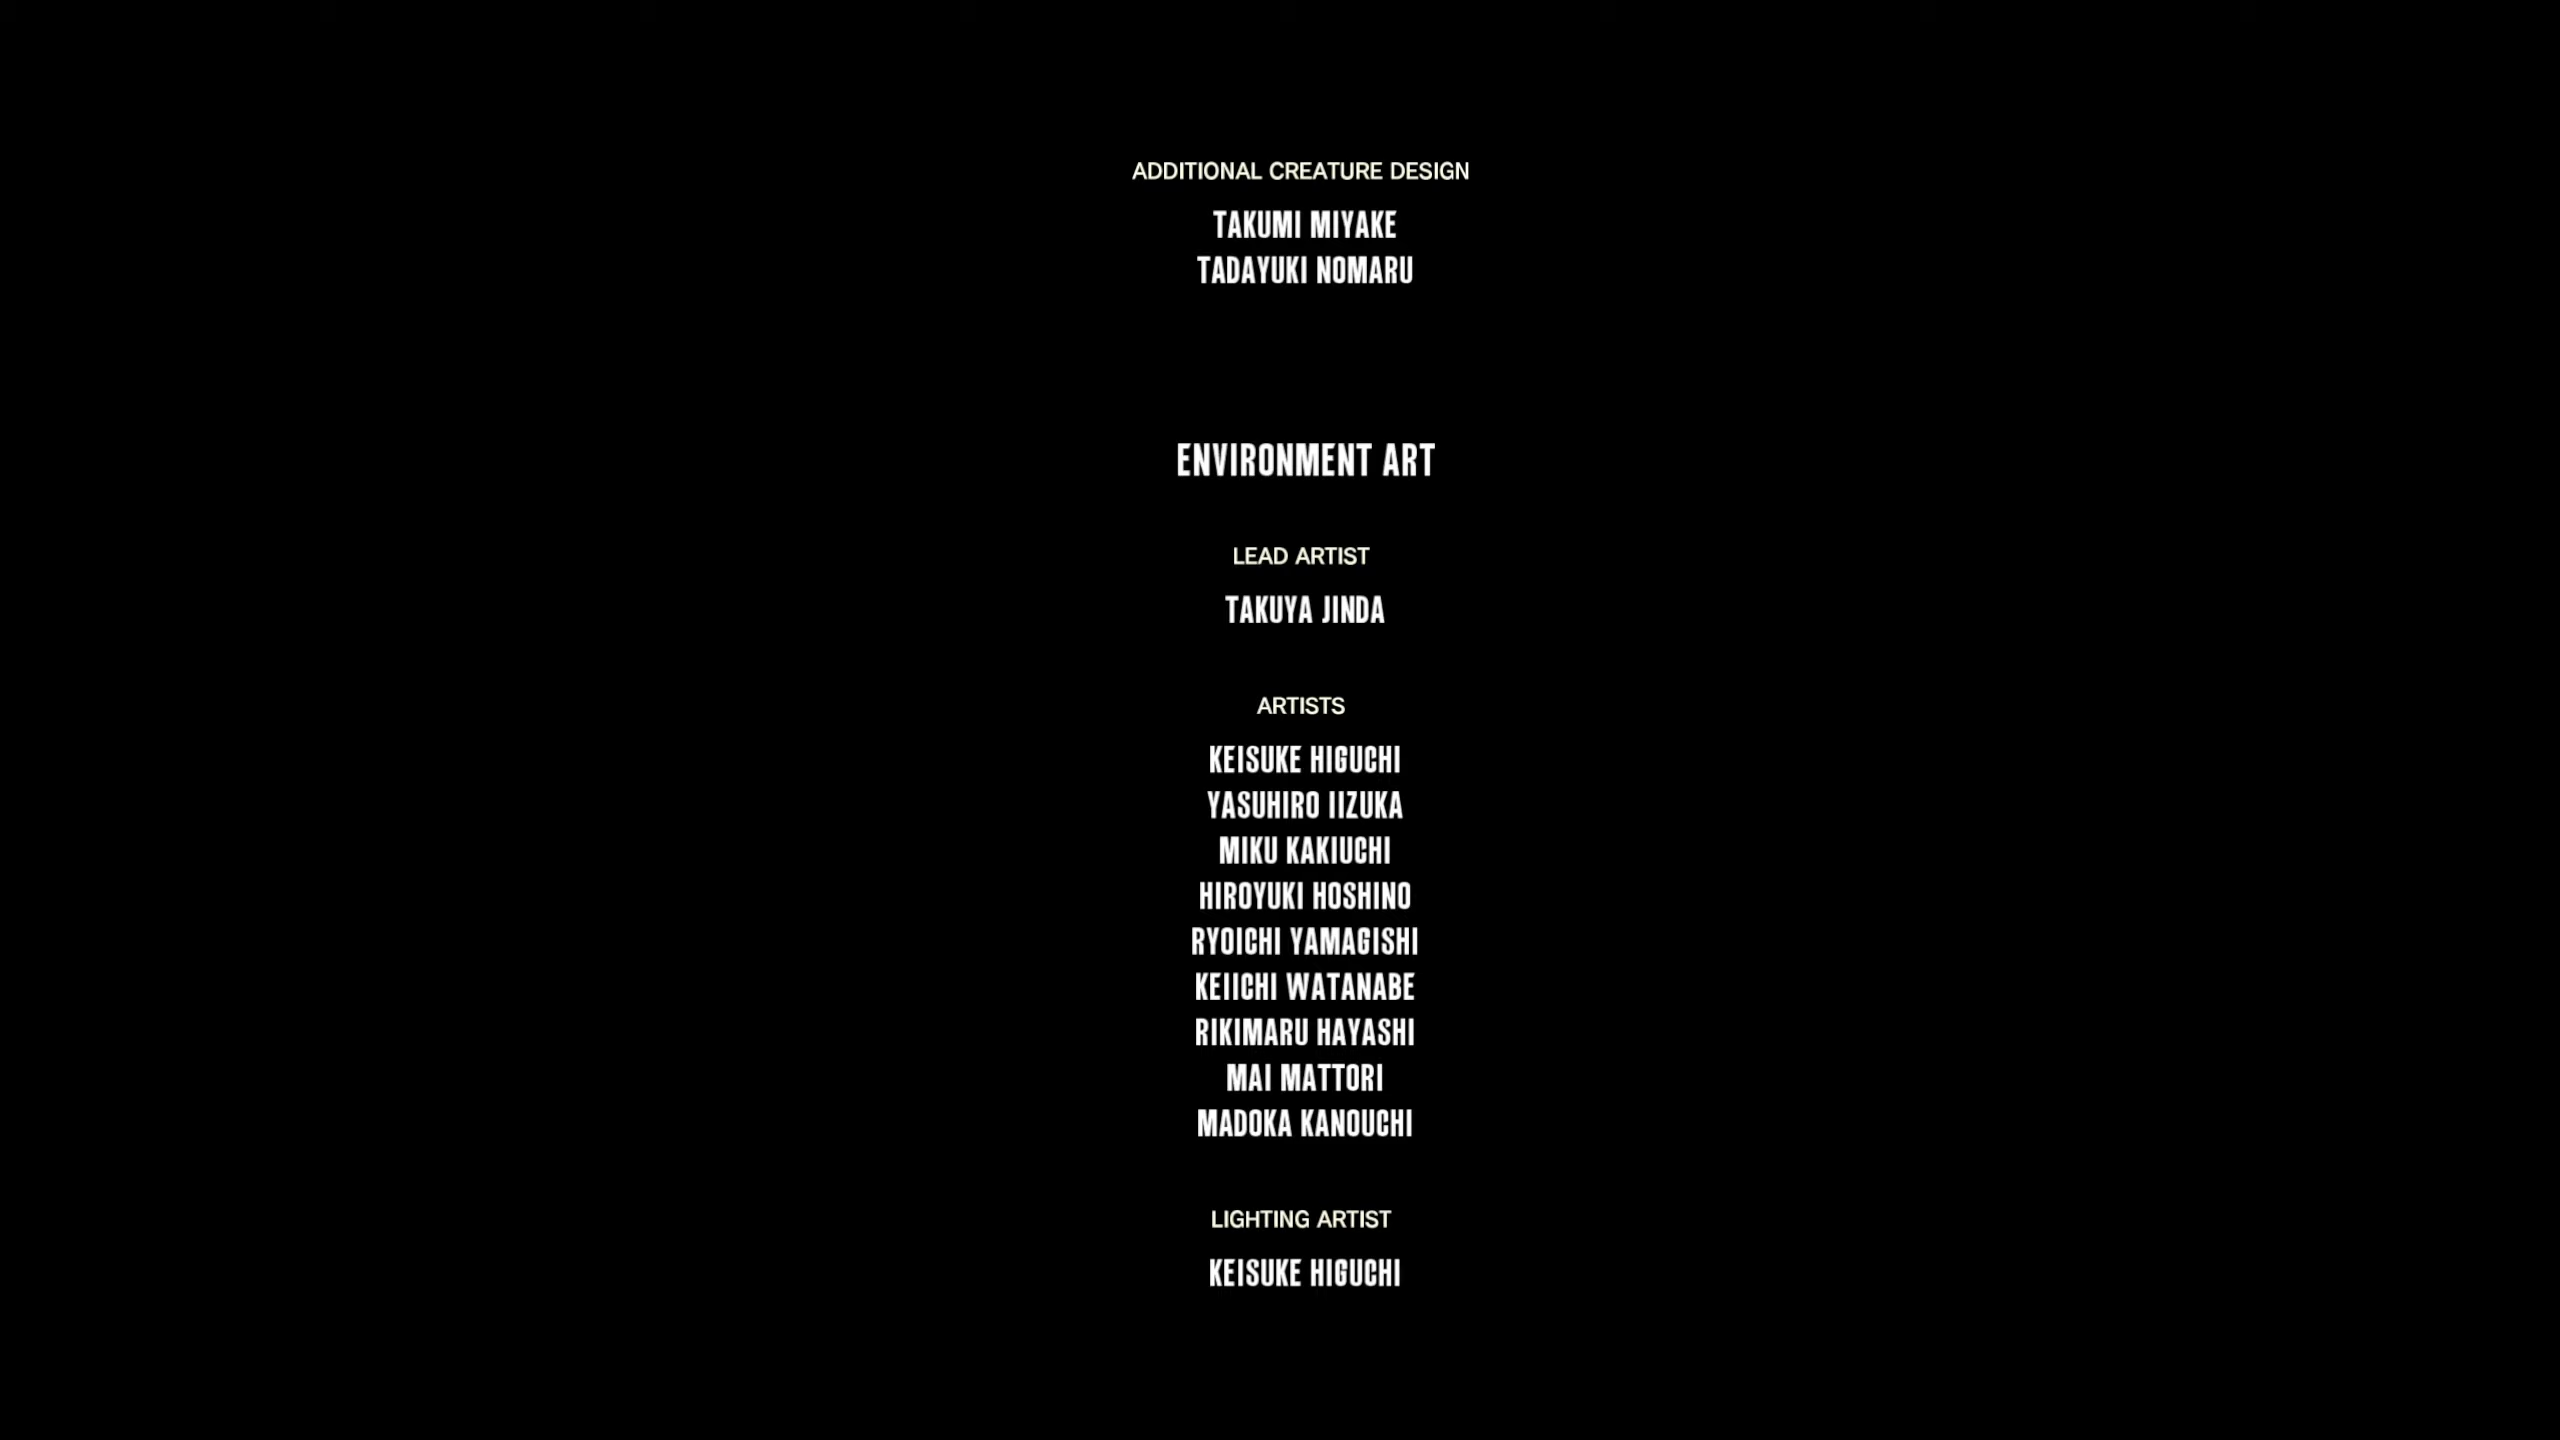 ADDITIONAL CREATURE DESIGN
TAKUMI MIYAKE
TADAYUKI NOMARU
ENVIRONMENT ART
LEAD ARTIST
TAKUYA JINDA
ARTISTS
KEISUKE HIGUCHI
YASUHIRO IIZUKA
MIKU KAKIUCHI
HIROYUKI HOSHINO
RYOICHI YAMAGISHI
KEIICHI WATANABE
RIKIMARU HAYASHI
MAI MATTORI
MADOKA KANOUCHI
LIGHTING ARTIST
KEISUKE HIGUCHI